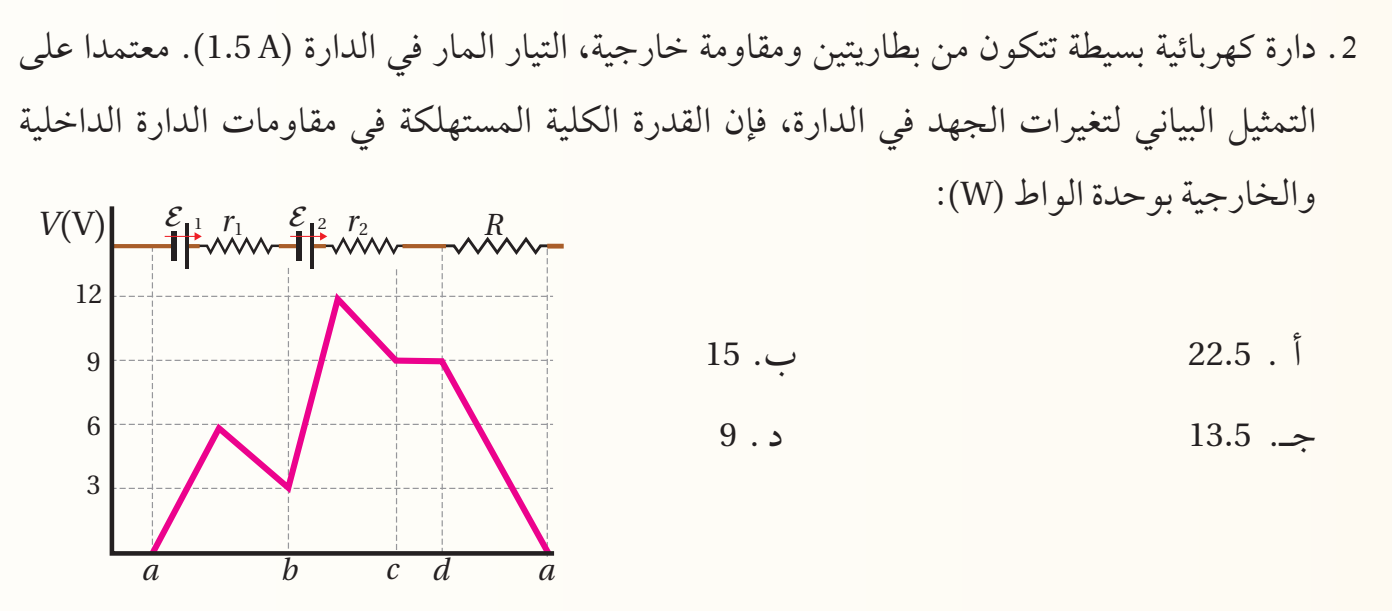 2. دارة كهربائية بسيطة تتكون من بطاريتين ومقاومة خارجية، التيار المار في الدارة (1.5 A). معتمدا على
التمثيل البياني لتغيرات الجهد في الدارة، فإن القدرة الكلية المستهلكة في مقاومات الدارة الداخلية
والخارجية بوحدة الواط (W):
أ . 22.5
ب. 15
جـ. 13.5
د . 9
V(V)
ℰ1 r1 ℰ2 r2 R
12
9
6
3
a b c d a